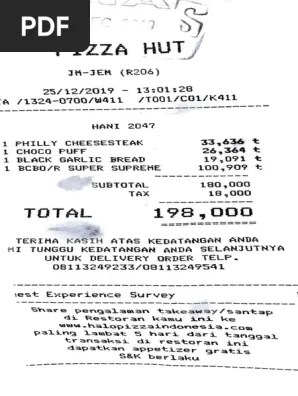 PDF
PIZZA HUT
JM-JEM (R206)
25/12/2019 - 13:01:28
/1324-0700/W411 /T001/C01/K411
HANI 2047
1 PHILLY CHEESESTEAK 33,636 t
1 CHOCO PUFF 26,364 t
1 BLACK GARLIC BREAD 19,091 t
1 BCBO/R SUPER SUPREME 100,909 t
SUBTOTAL 180,000
TAX 18,000
TOTAL 198,000
TERIMA KASIH ATAS KEDATANGAN ANDA
MI TUNGGU KEDATANGAN ANDA SELANJUTNYA
UNTUK DELIVERY ORDER TELP.
08113249233/08113249541
est Experience Survey
Share pengalaman takeaway/santap
di Restoran kamu ini ke
www.halopizzaindonesia.com
paling lambat 5 hari dari tanggal
transaksi di restoran ini
dapatkan appetizer gratis
S&K berlaku